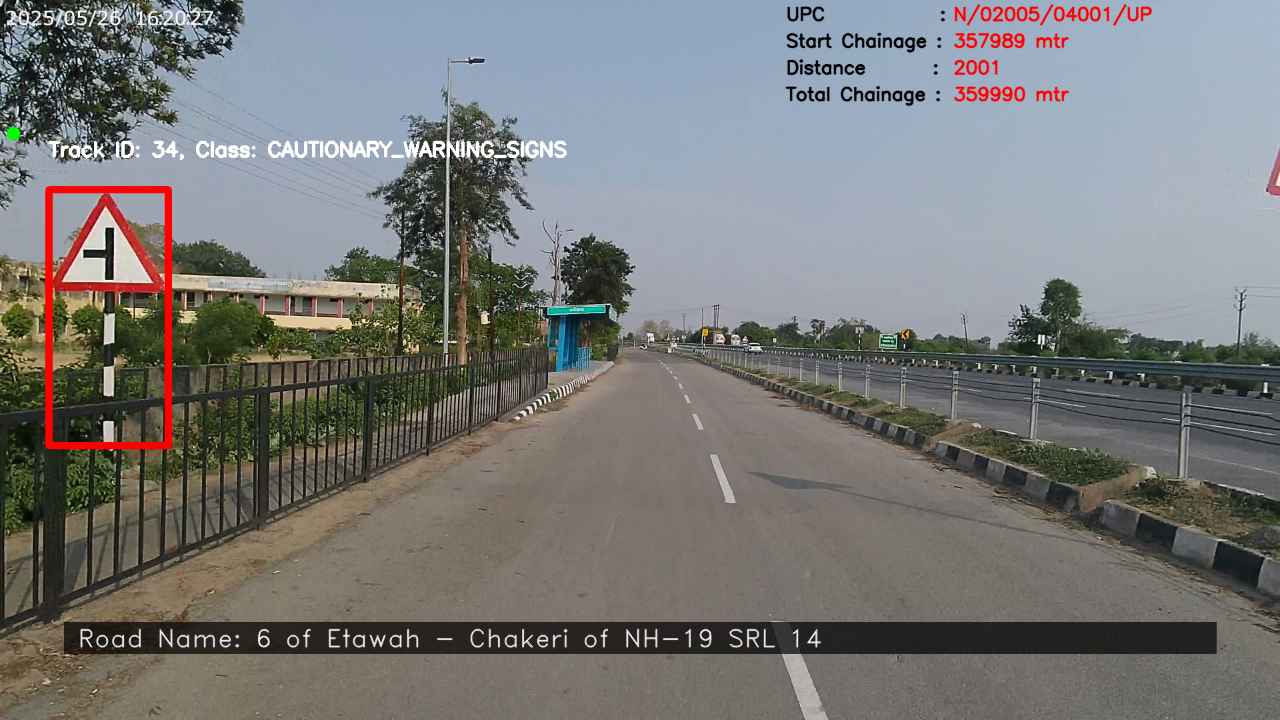 2025/05/26 16:20:27
UPC : N/02005/04001/UP
Start Chainage : 357989 mtr
Distance : 2001
Total Chainage : 359990 mtr
Track ID: 34, Class: CAUTIONARY_WARNING_SIGNS
Road Name: 6 of Etawah - Chakeri of NH-19 SRL 14